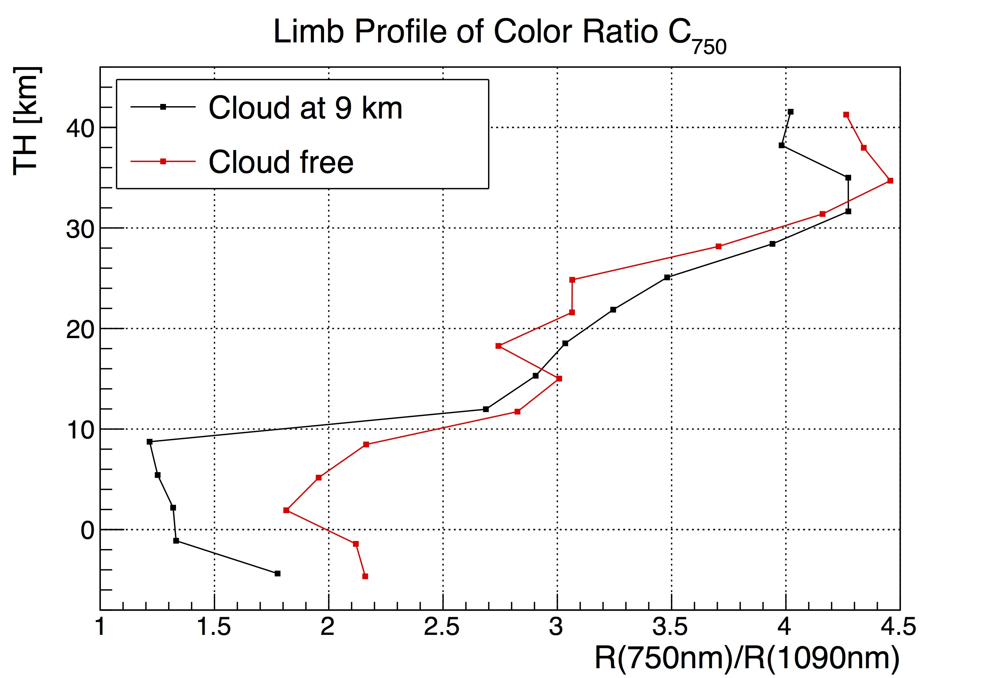 Limb Profile of Color Ratio C750
TH [km]
Cloud at 9 km
Cloud free
40
30
20
10
0
1 1.5 2 2.5 3 3.5 4 4.5
R(750nm)/R(1090nm)